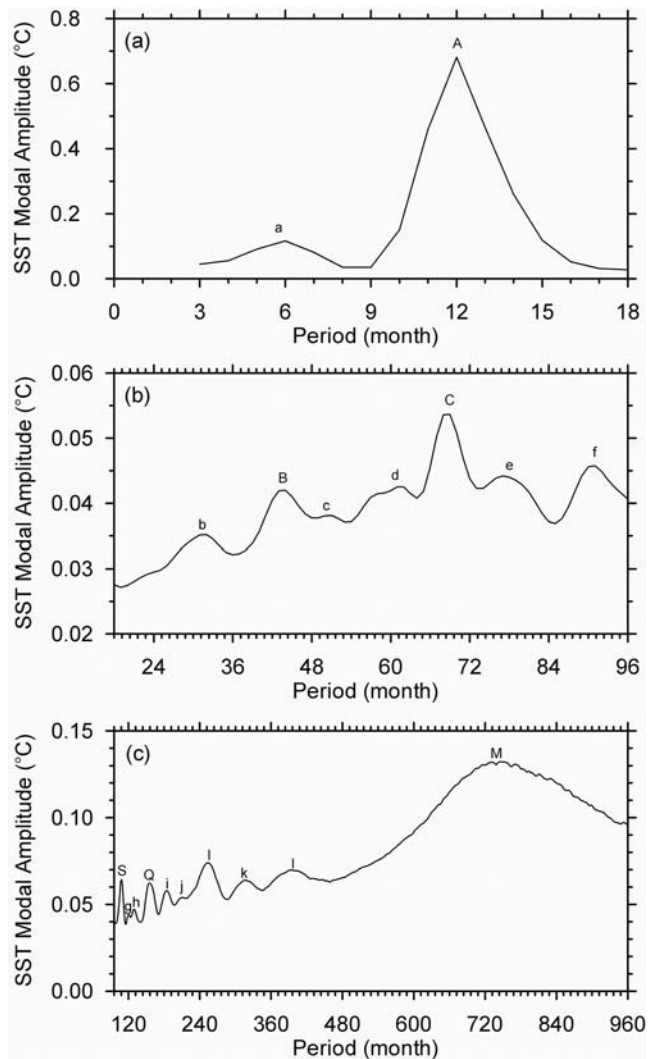 (a)
A
a
SST Modal Amplitude (°C)
0.8
0.6
0.4
0.2
0.0
0 3 6 9 12 15 18
Period (month)
(b)
C
f
e
d
B
c
b
SST Modal Amplitude (°C)
0.06
0.05
0.04
0.03
0.02
24 36 48 60 72 84 96
Period (month)
(c)
M
S g h Q i j I k l
SST Modal Amplitude (°C)
0.15
0.10
0.05
0.00
120 240 360 480 600 720 840 960
Period (month)